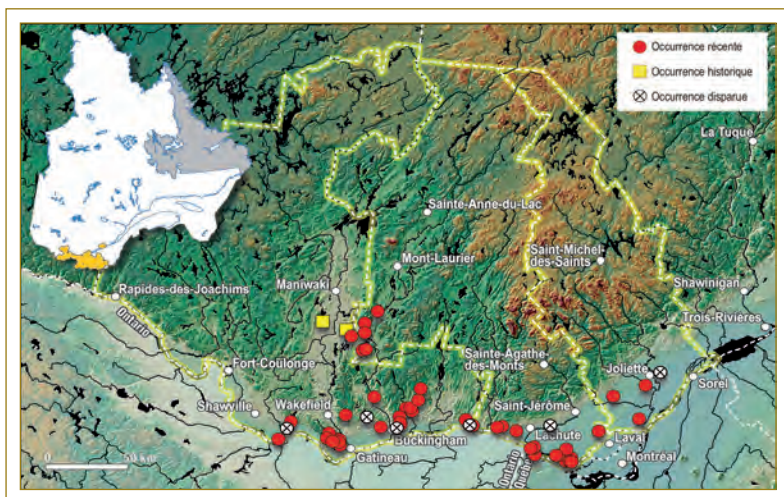 Occurrence récente
Occurrence historique
Occurrence disparue
La Tuque
Sainte-Anne-du-Lac
Mont-Laurier
Saint-Michel
des-Saints
Maniwaki
Rapides-des-Joachims
Shawinigan
Trois-Rivières
Ontario
Fort-Coulonge
Sainte-Agathe
des-Monts
Joliette
Sorel
Shawville
Wakefield
Saint-Jérôme
Buckingham
Lachute
Laval
Gatineau
Montréal
Ontario
Québec
0 50 km